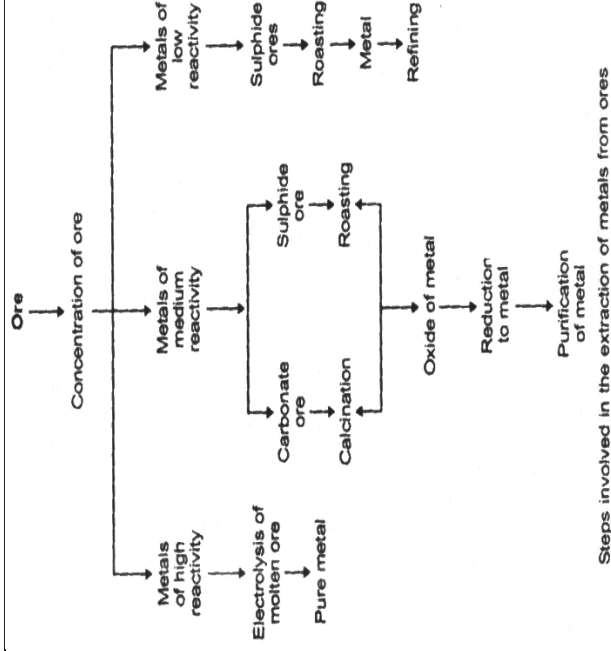 Ore
Concentration of ore
Metals
of high
reactivity
Electrolysis of
molten ore
Pure metal
Metals of
medium
reactivity
Carbonate
ore
Calcination
Sulphide
ore
Roasting
Oxide of metal
Reduction
to metal
Purification
of metal
Metals of
low
reactivity
Sulphide
ores
Roasting
Metal
Refining
Steps involved in the extraction of metals from ores